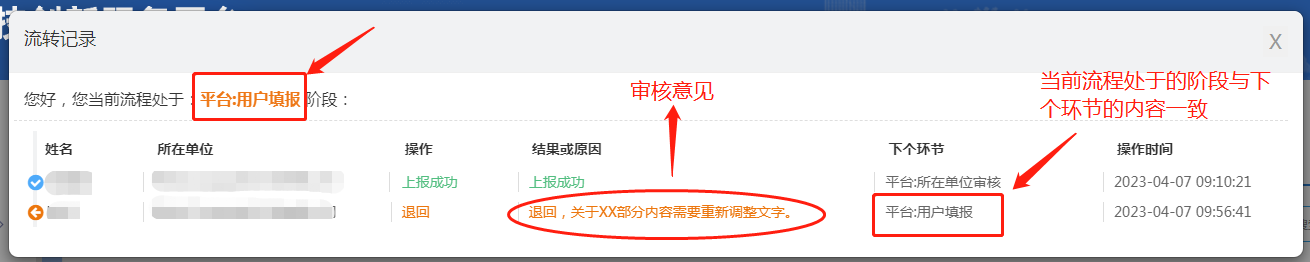 流转记录
X
您好，您当前流程处于：平台:用户填报 阶段：
审核意见
当前流程处于的阶段与下
个环节的内容一致
姓名 所在单位 操作 结果或原因 下个环节 操作时间
上报成功 上报成功 平台:所在单位审核 2023-04-07 09:10:21
退回 退回，关于XX部分内容需要重新调整文字。 平台:用户填报 2023-04-07 09:56:41